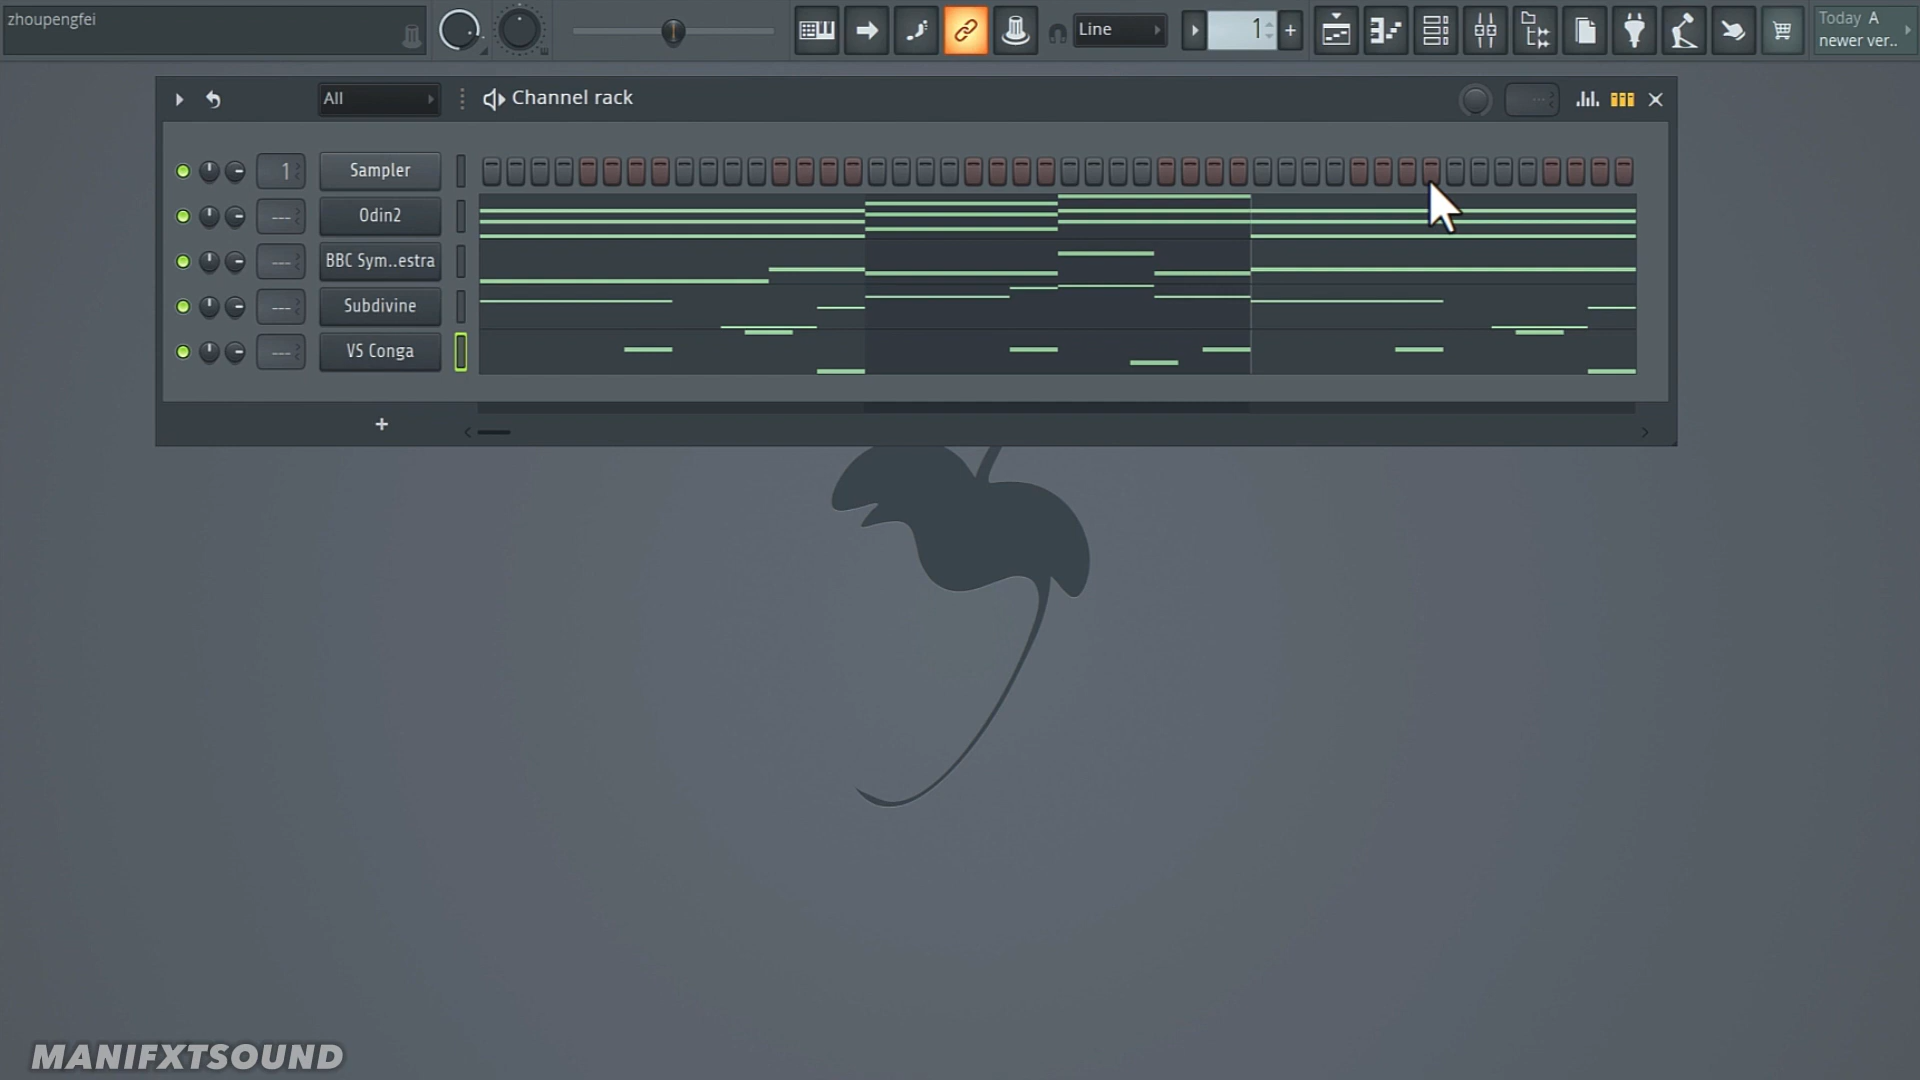 zhoupengfei
Line
1
+
Today A
newer ver..
All
Channel rack
1
Sampler
---
Odin2
---
BBC Sym..estra
---
Subdivine
---
VS Conga
+
MANIFXTSOUND